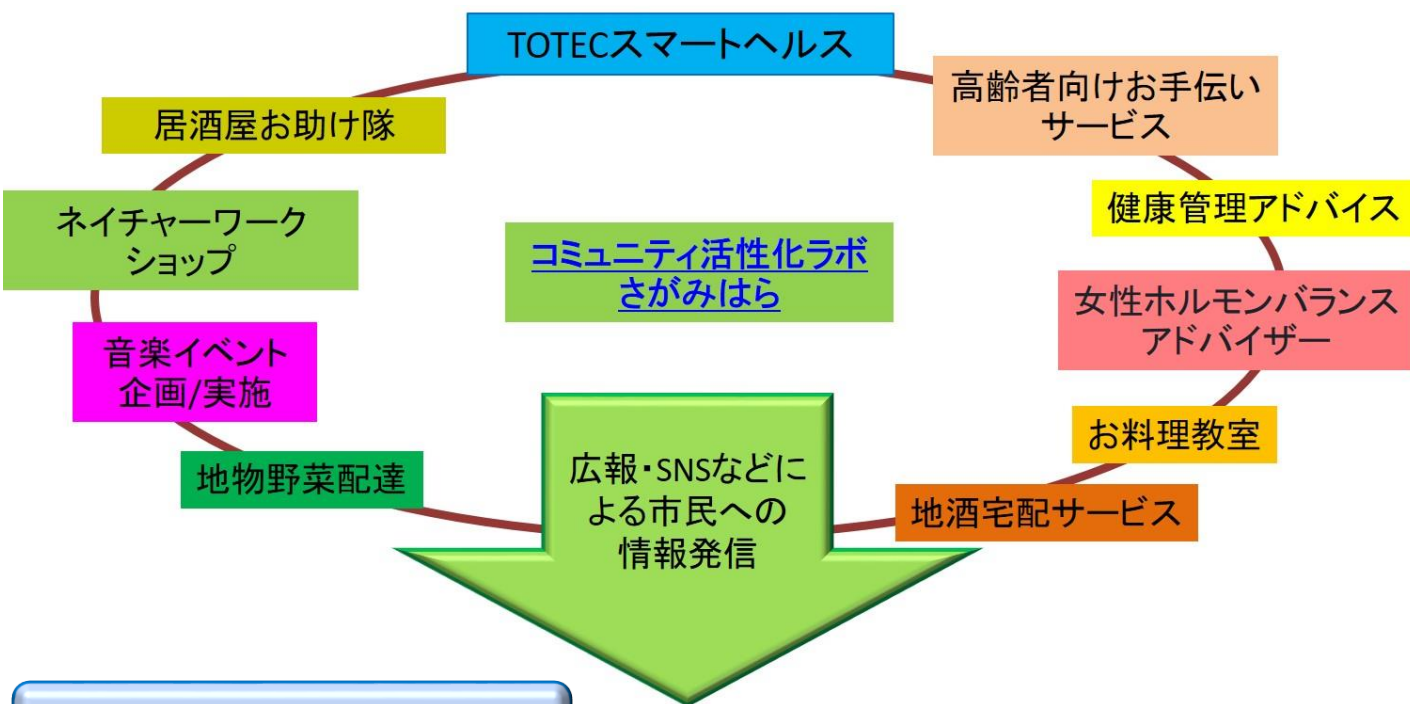 TOTECスマートヘルス
高齢者向けお手伝い
サービス
居酒屋お助け隊
健康管理アドバイス
ネイチャーワーク
ショップ
コミュニティ活性化ラボ
さがみはら
女性ホルモンバランス
アドバイザー
音楽イベント
企画/実施
お料理教室
地物野菜配達
広報・SNSなどに
よる市民への
情報発信
地酒宅配サービス